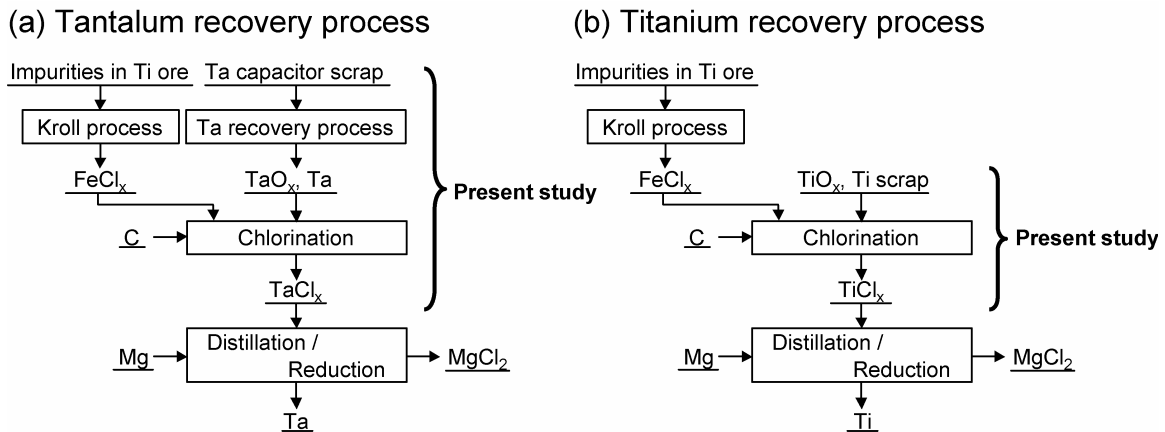 (a) Tantalum recovery process
Impurities in Ti ore
Ta capacitor scrap
Kroll process
Ta recovery process
FeClₓ
TaOₓ, Ta
Present study
C
Chlorination
TaClₓ
Mg
Distillation /
Reduction
MgCl₂
Ta
(b) Titanium recovery process
Impurities in Ti ore
Kroll process
FeClₓ
TiOₓ, Ti scrap
C
Chlorination
Present study
TiClₓ
Mg
Distillation /
Reduction
MgCl₂
Ti